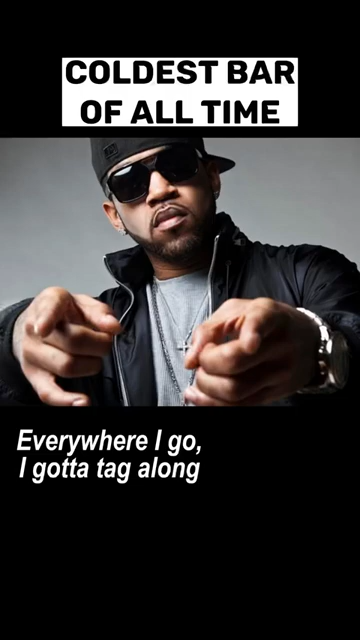 COLDEST BAR
OF ALL TIME
Everywhere I go,
I gotta tag along